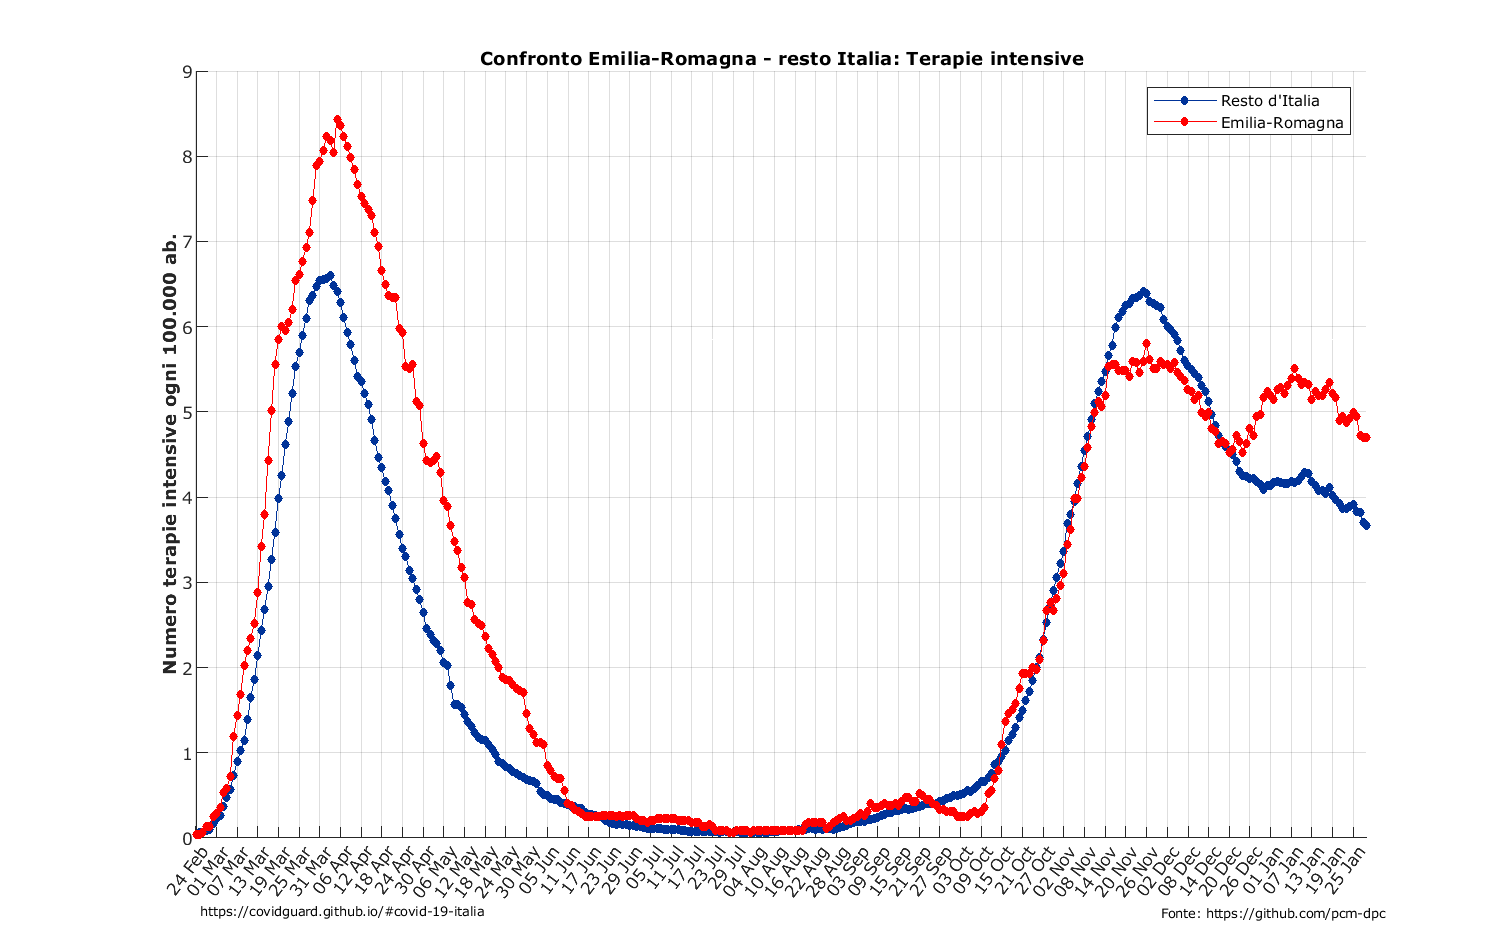 Confronto Emilia-Romagna - resto Italia: Terapie intensive
Resto d'Italia
Emilia-Romagna
Numero terapie intensive ogni 100.000 ab.
9
8
7
6
5
4
3
2
1
0
24 Feb
01 Mar
07 Mar
13 Mar
19 Mar
25 Mar
31 Mar
06 Apr
12 Apr
18 Apr
24 Apr
30 Apr
06 May
12 May
18 May
24 May
30 May
05 Jun
11 Jun
17 Jun
23 Jun
29 Jun
05 Jul
11 Jul
17 Jul
23 Jul
29 Jul
04 Aug
10 Aug
16 Aug
22 Aug
28 Aug
03 Sep
09 Sep
15 Sep
21 Sep
27 Sep
03 Oct
09 Oct
15 Oct
21 Oct
27 Oct
02 Nov
08 Nov
14 Nov
20 Nov
26 Nov
02 Dec
08 Dec
14 Dec
20 Dec
26 Dec
01 Jan
07 Jan
13 Jan
19 Jan
25 Jan
https://covidguard.github.io/#covid-19-italia
Fonte: https://github.com/pcm-dpc